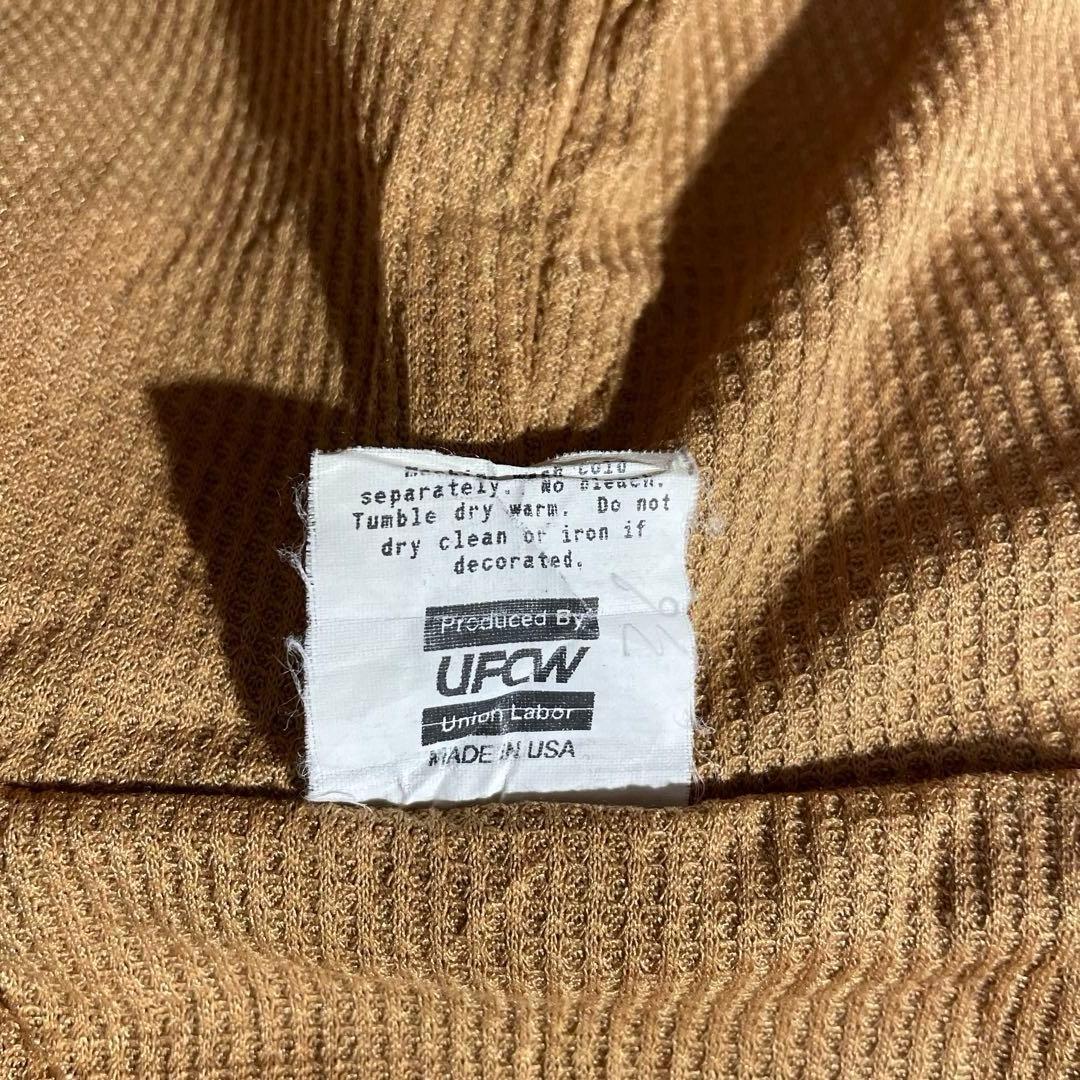 cold
separately. No bleach.
Tumble dry warm. Do not
dry clean or iron if
decorated.
Produced By
UFCW
Union Labor
MADE IN USA